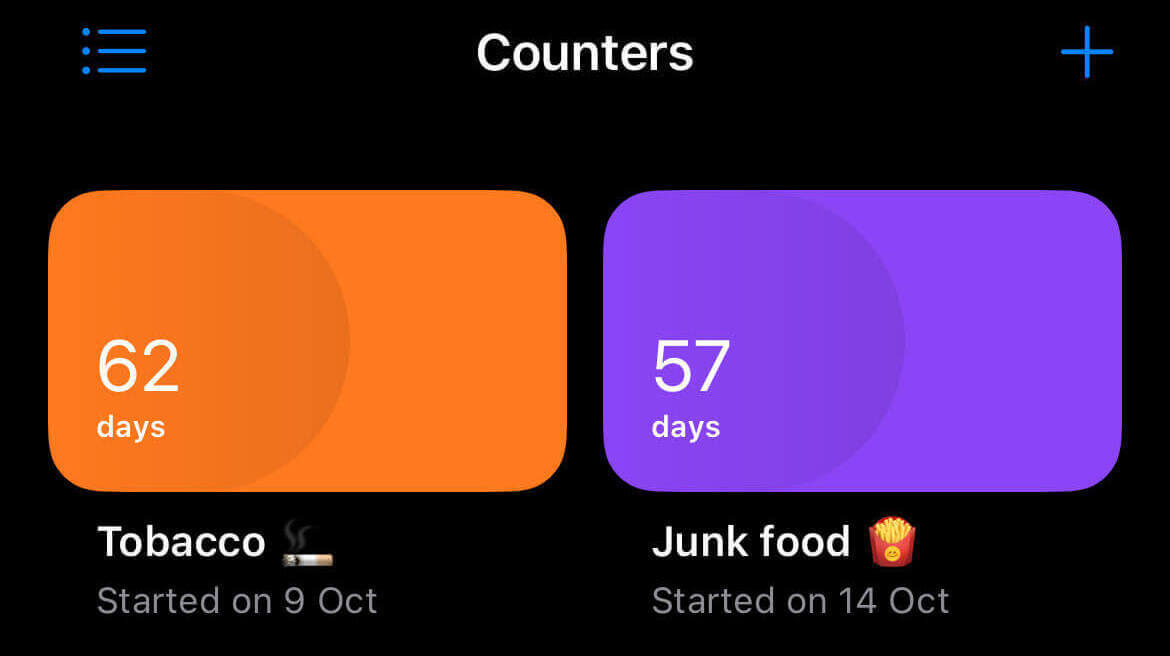 Counters
62
days
Tobacco 🚬
Started on 9 Oct
57
days
Junk food 🍟
Started on 14 Oct